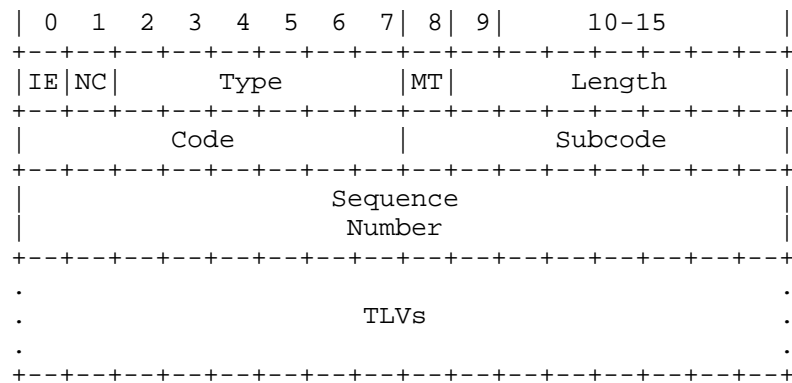 | 0  1  2  3  4  5  6  7| 8| 9|      10-15       |
+--+--+--+--+--+--+--+--+--+--+--+--+--+--+--+--+
|IE|NC|      Type       |MT|       Length       |
+--+--+--+--+--+--+--+--+--+--+--+--+--+--+--+--+
|         Code          |         Subcode       |
+--+--+--+--+--+--+--+--+--+--+--+--+--+--+--+--+
|                   Sequence                    |
|                    Number                     |
+--+--+--+--+--+--+--+--+--+--+--+--+--+--+--+--+
.                                               .
.                     TLVs                      .
.                                               .
+--+--+--+--+--+--+--+--+--+--+--+--+--+--+--+--+